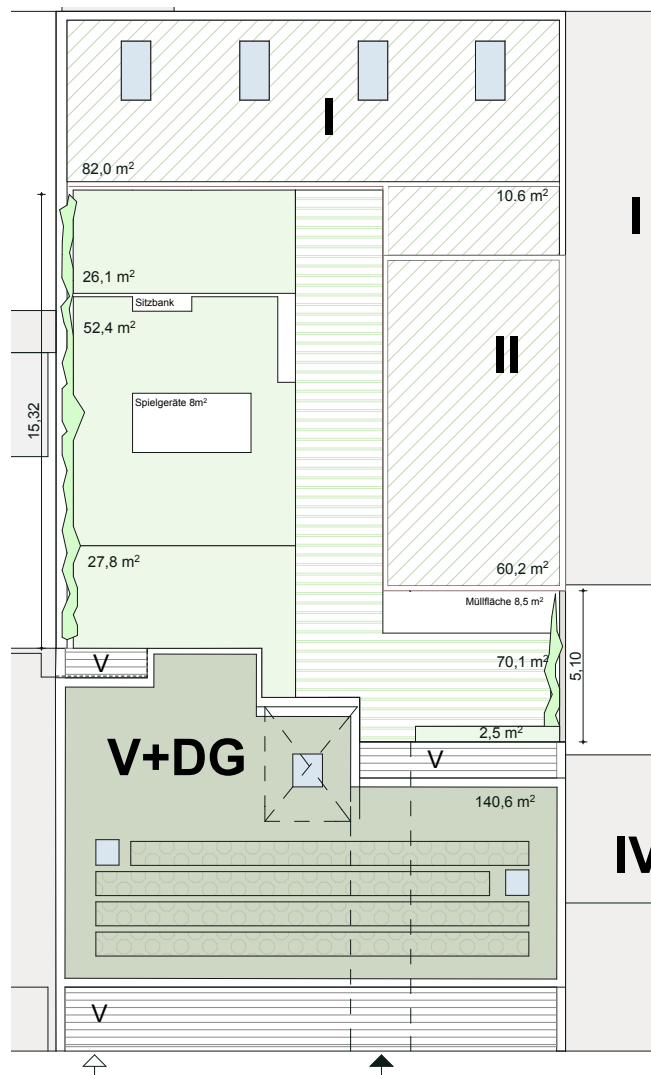 I
82,0 m²
10.6 m²
I
26,1 m²
Sitzbank
52,4 m²
II
Spielgeräte 8m²
15,32
27,8 m²
60,2 m²
Müllfläche 8,5 m²
70,1 m²
5,10
V
2,5 m²
V+DG
V
140,6 m²
IV
V